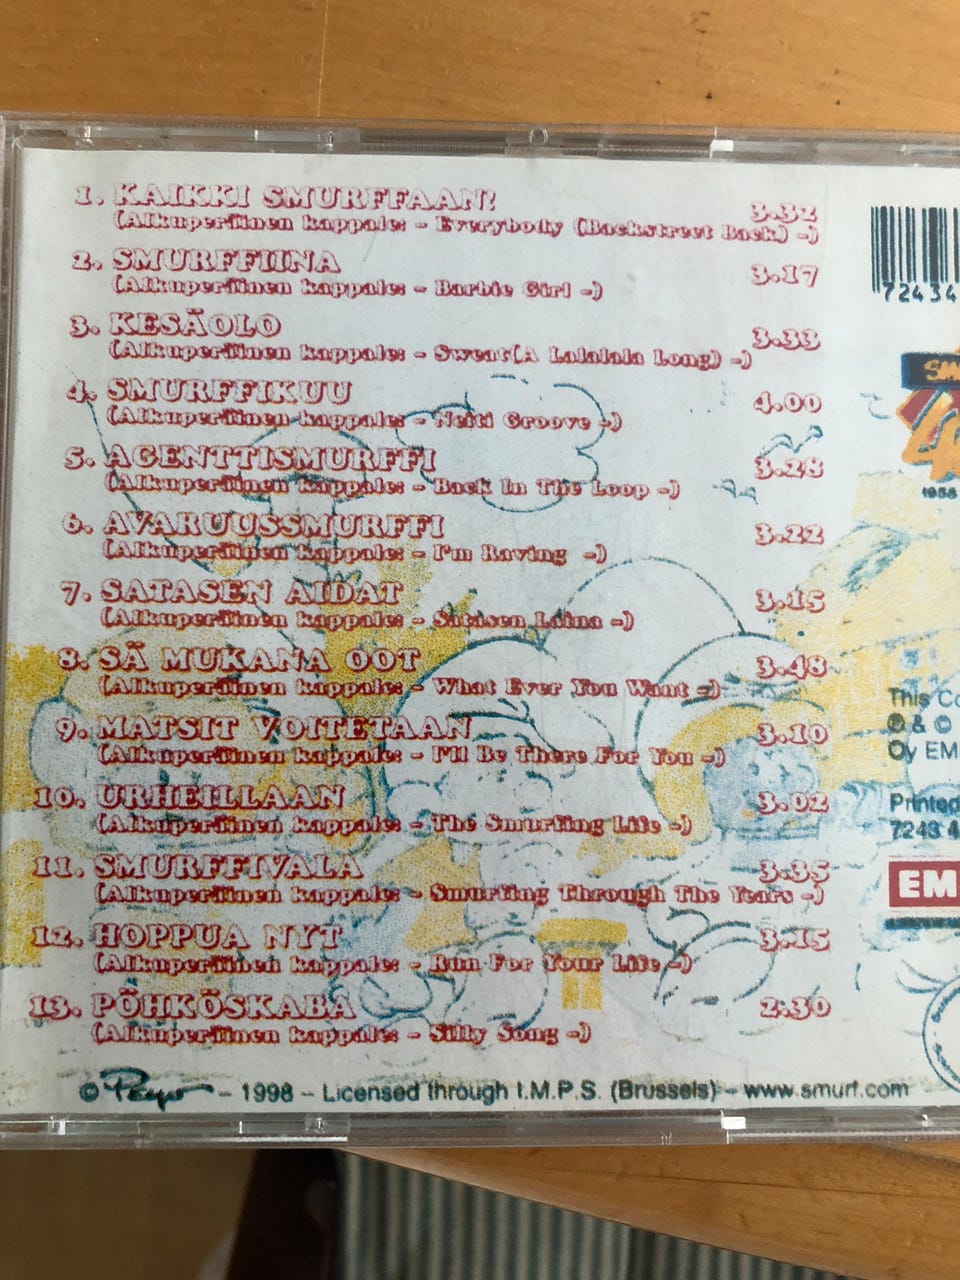 1. KAIKKI SMURFFAAN! 3.32
(Alkuperäinen kappale: - Everybody (Backstreet Back) -)
2. SMURFFIINA 3.17
(Alkuperäinen kappale: - Barbie Girl -)
3. KESÄOLO 3.33
(Alkuperäinen kappale: - Sweat(A Lalalala Long) -)
4. SMURFFIKUU 4.00
(Alkuperäinen kappale: - Neiti Groove -)
5. AGENTTISMURFFI 3.28
(Alkuperäinen kappale: - Back In The Loop -)
6. AVARUUSSMURFFI 3.22
(Alkuperäinen kappale: - I'm Raving -)
7. SATASEN AIDAT 3.15
(Alkuperäinen kappale: - Satasen Laina -)
8. SÄ MUKANA OOT 3.48
(Alkuperäinen kappale: - What Ever You Want -)
9. MATSIT VOITETAAN 3.10
(Alkuperäinen kappale: - I'll Be There For You -)
10. URHEILLAAN 3.02
(Alkuperäinen kappale: - The Smurfing Life -)
11. SMURFFIVALA 3.35
(Alkuperäinen kappale: - Smurfing Through The Years -)
12. HOPPUA NYT 3.15
(Alkuperäinen kappale: - Run For Your Life -)
13. PÖHKÖSKABA 2.30
(Alkuperäinen kappale: - Silly Song -)
© Peyo - 1998 - Licensed through I.M.P.S. (Brussels) - www.smurf.com
72434
1958
This Co
℗ & ©
Oy EM
Printed
7243 4
EM